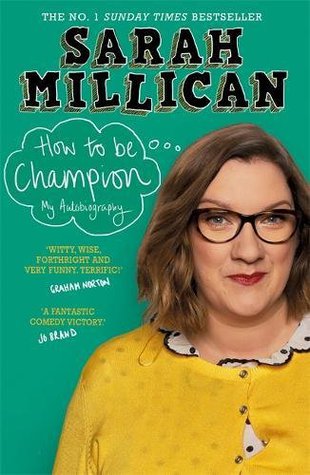 THE NO. 1 SUNDAY TIMES BESTSELLER
SARAH
MILLICAN
How to be
Champion
My Autobiography
'WITTY, WISE,
FORTHRIGHT AND
VERY FUNNY. TERRIFIC!'
GRAHAM NORTON
'A FANTASTIC
COMEDY VICTORY.'
JO BRAND